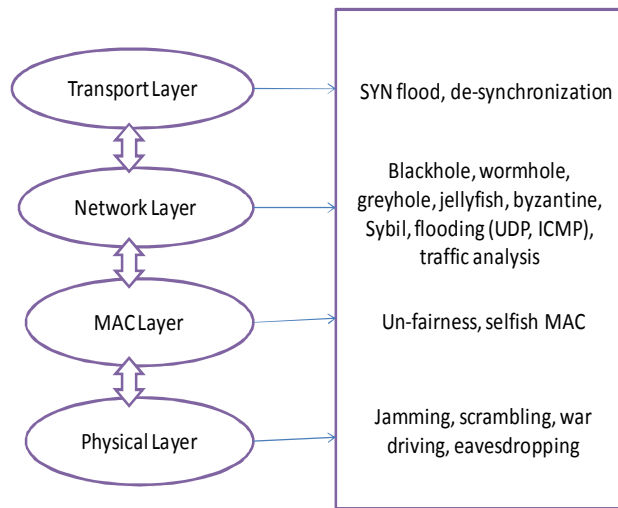 Transport Layer
SYN flood, de-synchronization
Network Layer
Blackhole, wormhole,
greyhole, jellyfish, byzantine,
Sybil, flooding (UDP, ICMP),
traffic analysis
MAC Layer
Un-fairness, selfish MAC
Physical Layer
Jamming, scrambling, war
driving, eavesdropping